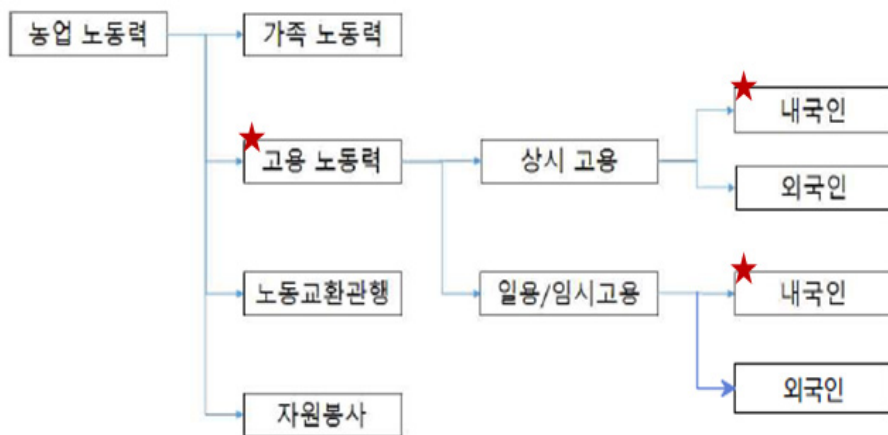 농업 노동력
가족 노동력
고용 노동력
노동교환관행
자원봉사
상시 고용
일용/임시고용
내국인
외국인
내국인
외국인